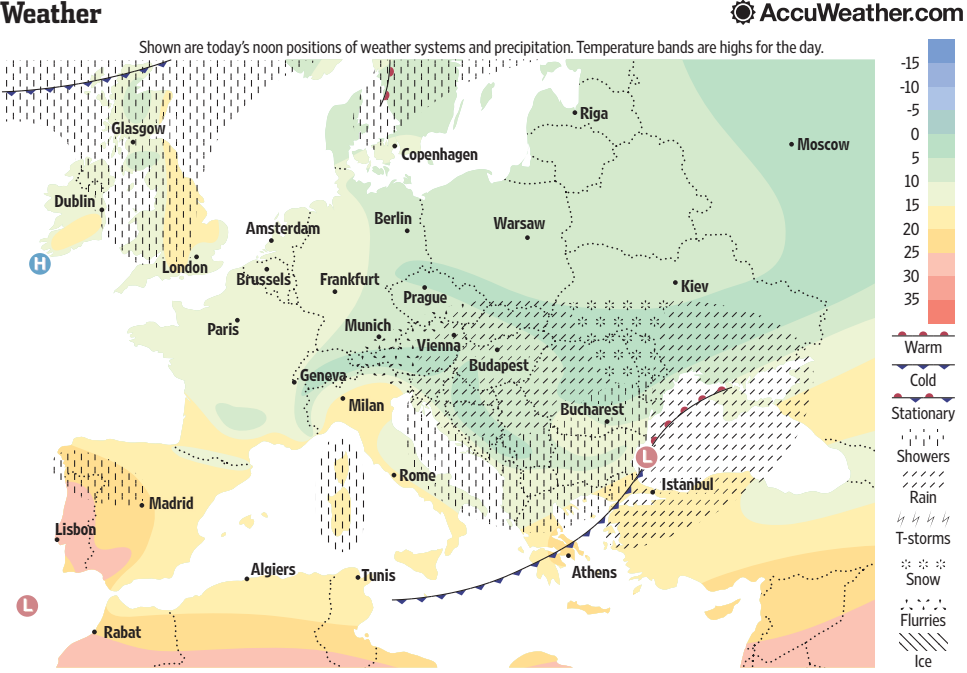 Weather
AccuWeather.com
Shown are today's noon positions of weather systems and precipitation. Temperature bands are highs for the day.
-15
-10
-5
0
5
10
15
20
25
30
35
Warm
Cold
Stationary
Showers
Rain
T-storms
Snow
Flurries
Ice
Glasgow
Riga
Moscow
Copenhagen
Dublin
Berlin
Warsaw
Amsterdam
H
London
Brussels
Frankfurt
Prague
Kiev
Paris
Munich
Vienna
Budapest
Geneva
Milan
Bucharest
L
Rome
Istanbul
Madrid
Lisbon
Algiers
Tunis
Athens
L
Rabat